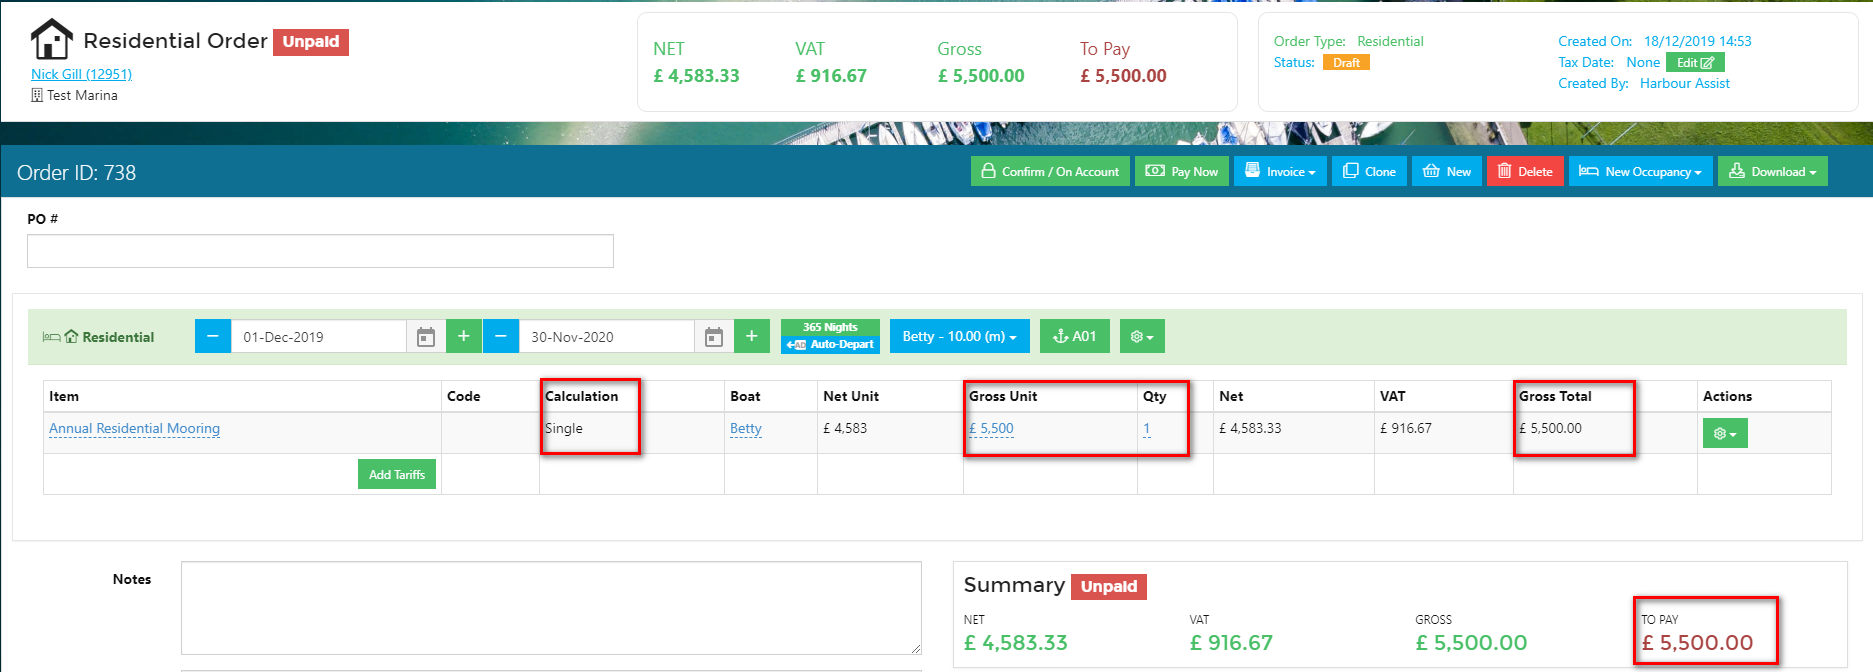 Residential Order Unpaid
Nick Gill (12951)
Test Marina
NET VAT Gross To Pay
£ 4,583.33 £ 916.67 £ 5,500.00 £ 5,500.00
Order Type: Residential
Status: Draft
Created On: 18/12/2019 14:53
Tax Date: None Edit
Created By: Harbour Assist
Order ID: 738
Confirm / On Account Pay Now Invoice Clone New Delete New Occupancy Download
PO #
Residential 01-Dec-2019 + 30-Nov-2020 + 365 Nights AD Auto-Depart Betty - 10.00 (m) A01
Item Code Calculation Boat Net Unit Gross Unit Qty Net VAT Gross Total Actions
Annual Residential Mooring Single Betty £ 4,583 £ 5,500 1 £ 4,583.33 £ 916.67 £ 5,500.00
Add Tariffs
Notes
Summary Unpaid
NET VAT GROSS TO PAY
£ 4,583.33 £ 916.67 £ 5,500.00 £ 5,500.00